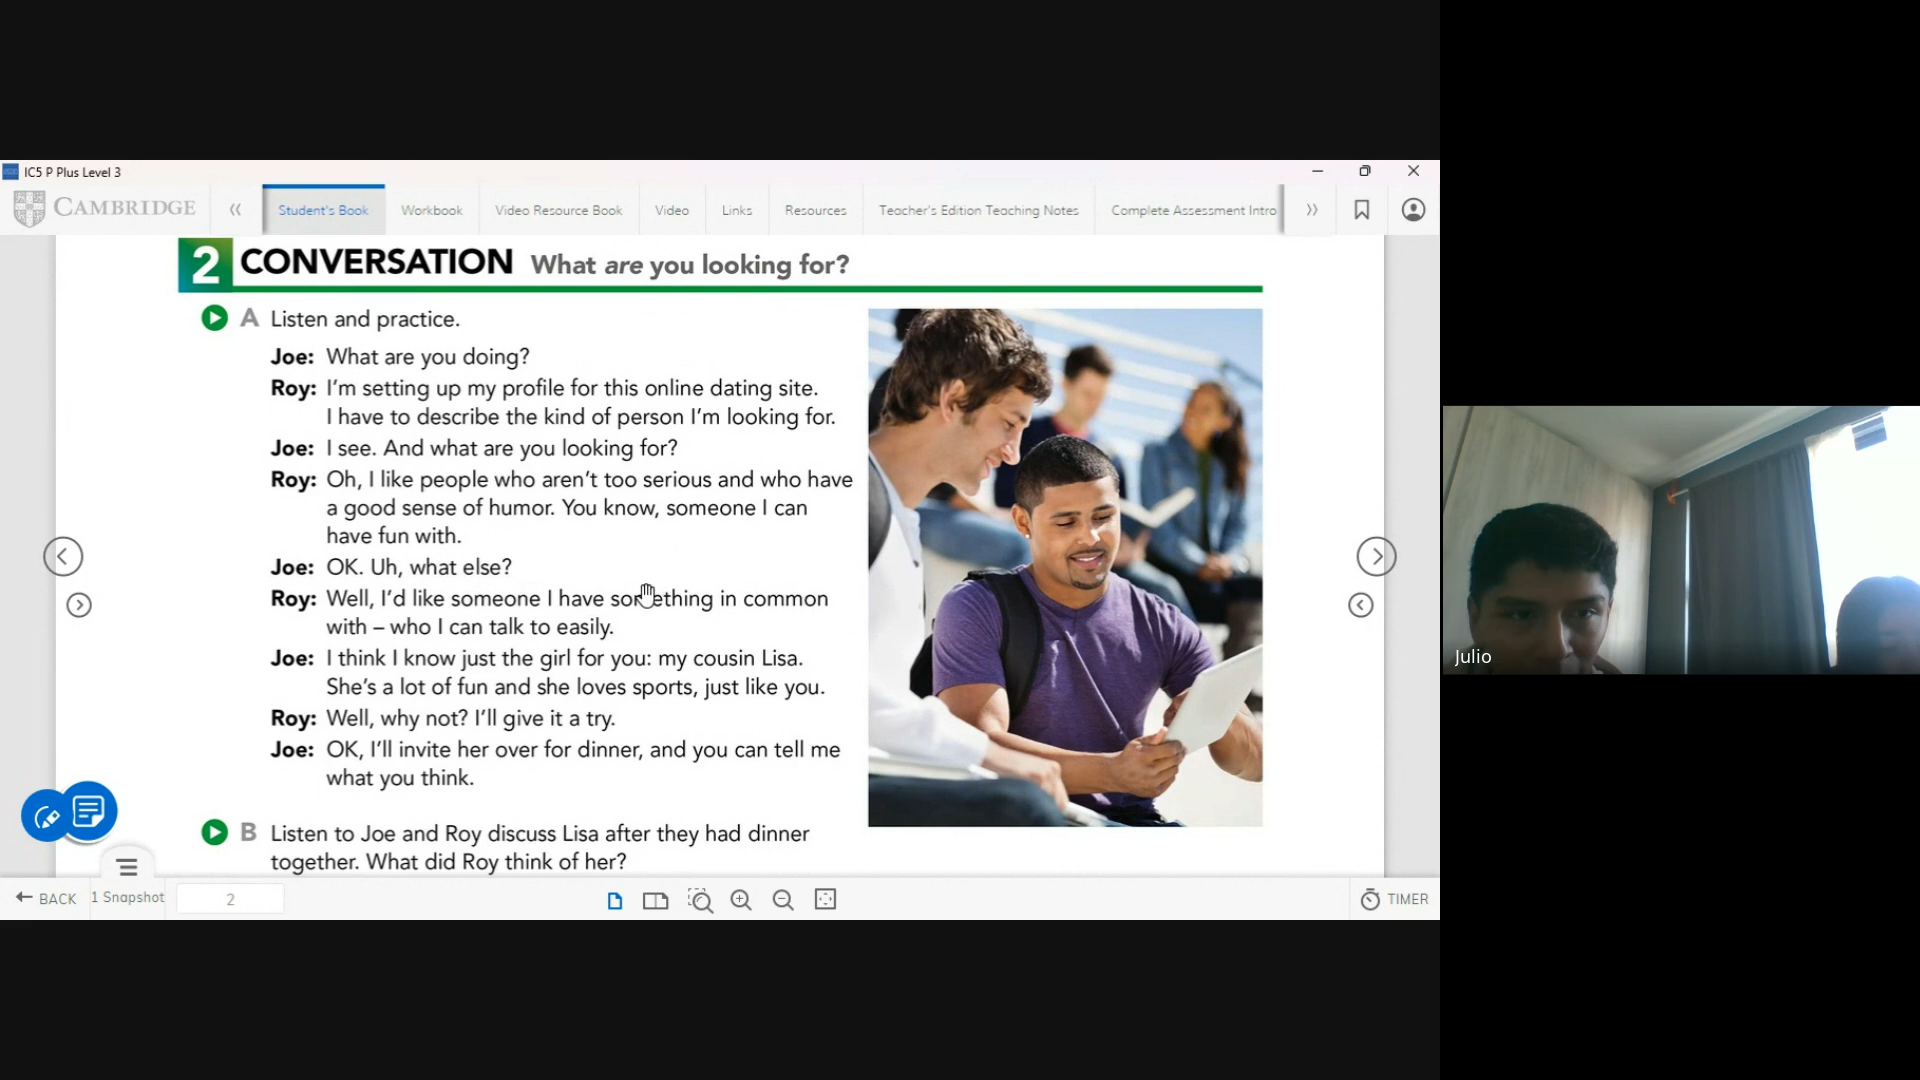 IC5 P Plus Level 3
CAMBRIDGE
Student's Book
Workbook
Video Resource Book
Video
Links
Resources
Teacher's Edition Teaching Notes
Complete Assessment Intro
2 CONVERSATION What are you looking for?
A Listen and practice.
Joe: What are you doing?
Roy: I'm setting up my profile for this online dating site.
I have to describe the kind of person I'm looking for.
Joe: I see. And what are you looking for?
Roy: Oh, I like people who aren't too serious and who have
a good sense of humor. You know, someone I can
have fun with.
Joe: OK. Uh, what else?
Roy: Well, I'd like someone I have something in common
with – who I can talk to easily.
Joe: I think I know just the girl for you: my cousin Lisa.
She's a lot of fun and she loves sports, just like you.
Roy: Well, why not? I'll give it a try.
Joe: OK, I'll invite her over for dinner, and you can tell me
what you think.
B Listen to Joe and Roy discuss Lisa after they had dinner
together. What did Roy think of her?
BACK
1 Snapshot
2
TIMER
Julio